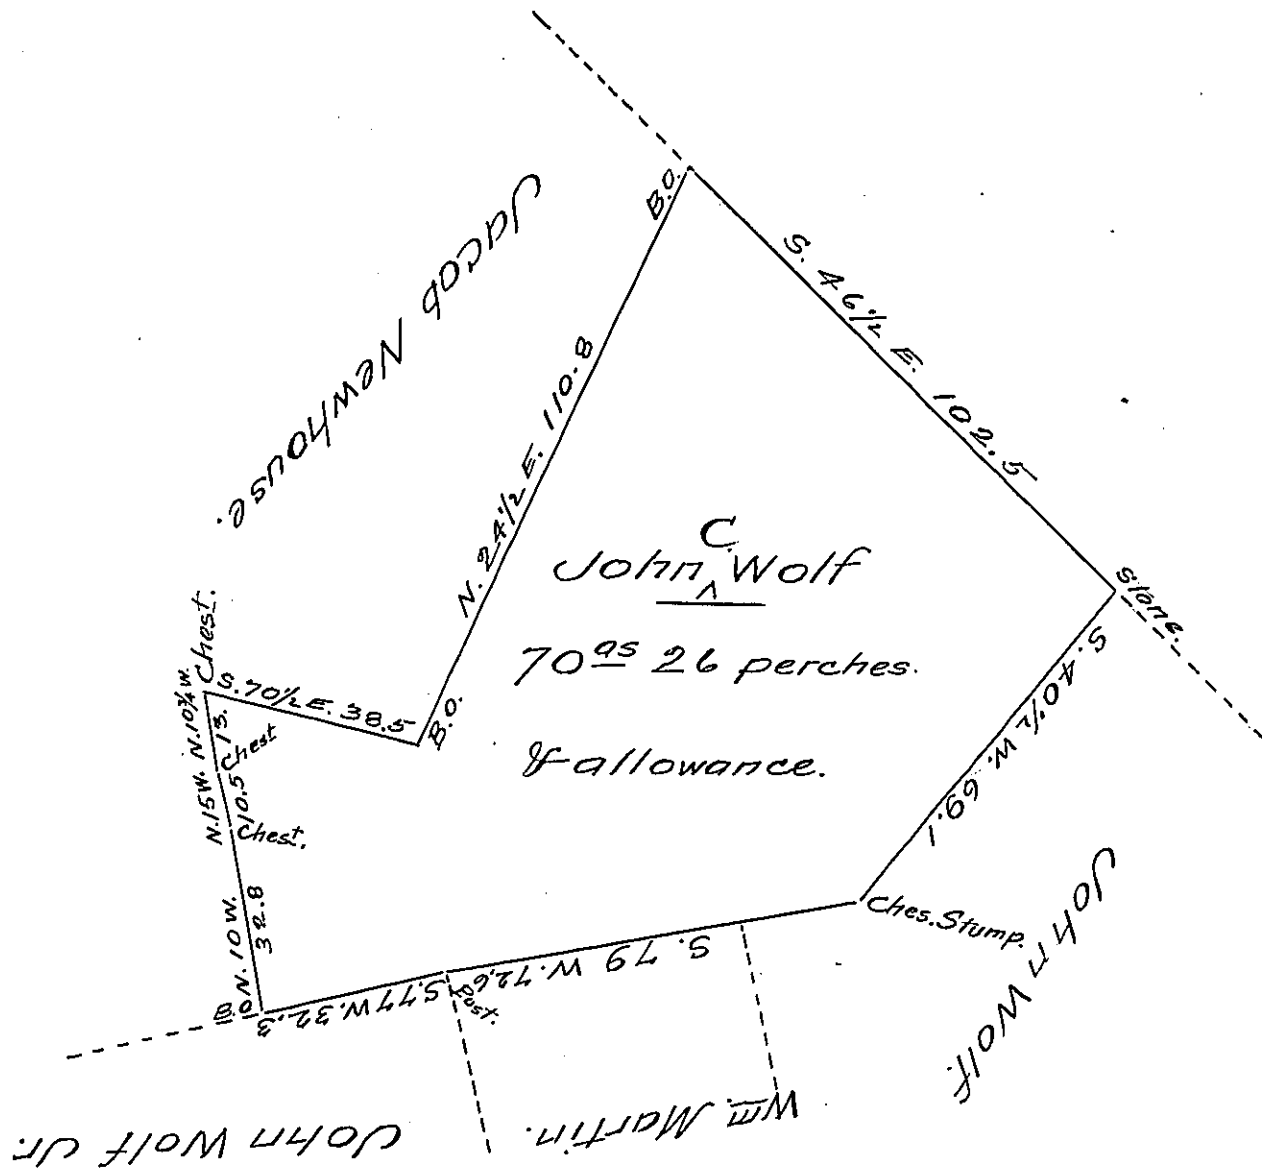 Jacob Newhouse.
B.O.
S. 46½ E. 102.5
N. 24½ E. 110.8
C
John ^ Wolf
70as 26 perches.
& allowance.
Stone.
S. 40½ W. 69.1
Chest.
S. 70½ E. 38.5
B.O.
N. 10¾ W.
13.
Chest
N. 15 W.
10.5
Chest.
N. 10 W.
32.8
B.O.
S. 77 W. 32.3
Post.
S. 79 W. 72.6
Ches. Stump.
John Wolf.
Wm. Martin.
John Wolf Jr.